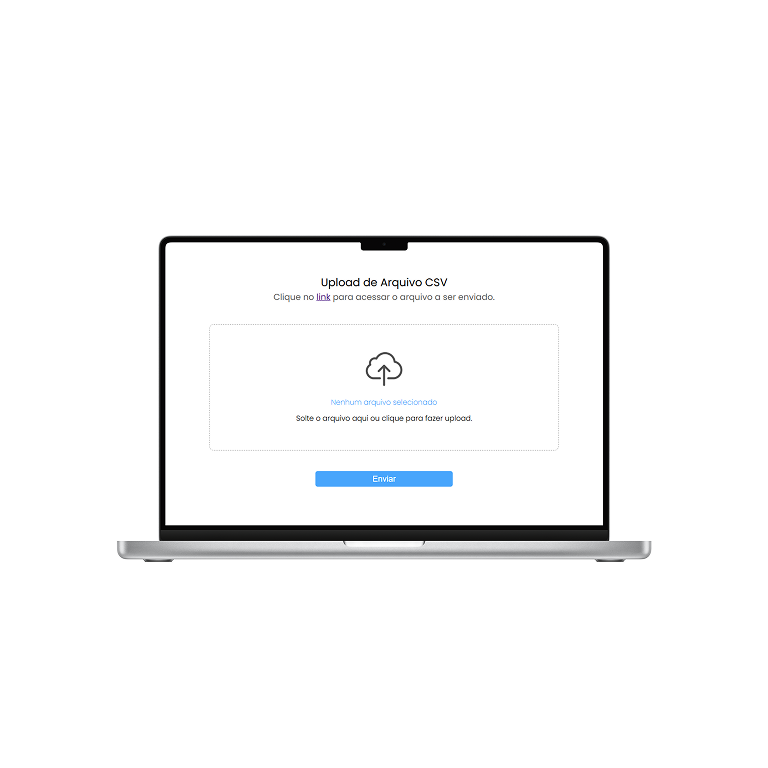 Upload de Arquivo CSV
Clique no link para acessar o arquivo a ser enviado.
Nenhum arquivo selecionado
Solte o arquivo aqui ou clique para fazer upload.
Enviar